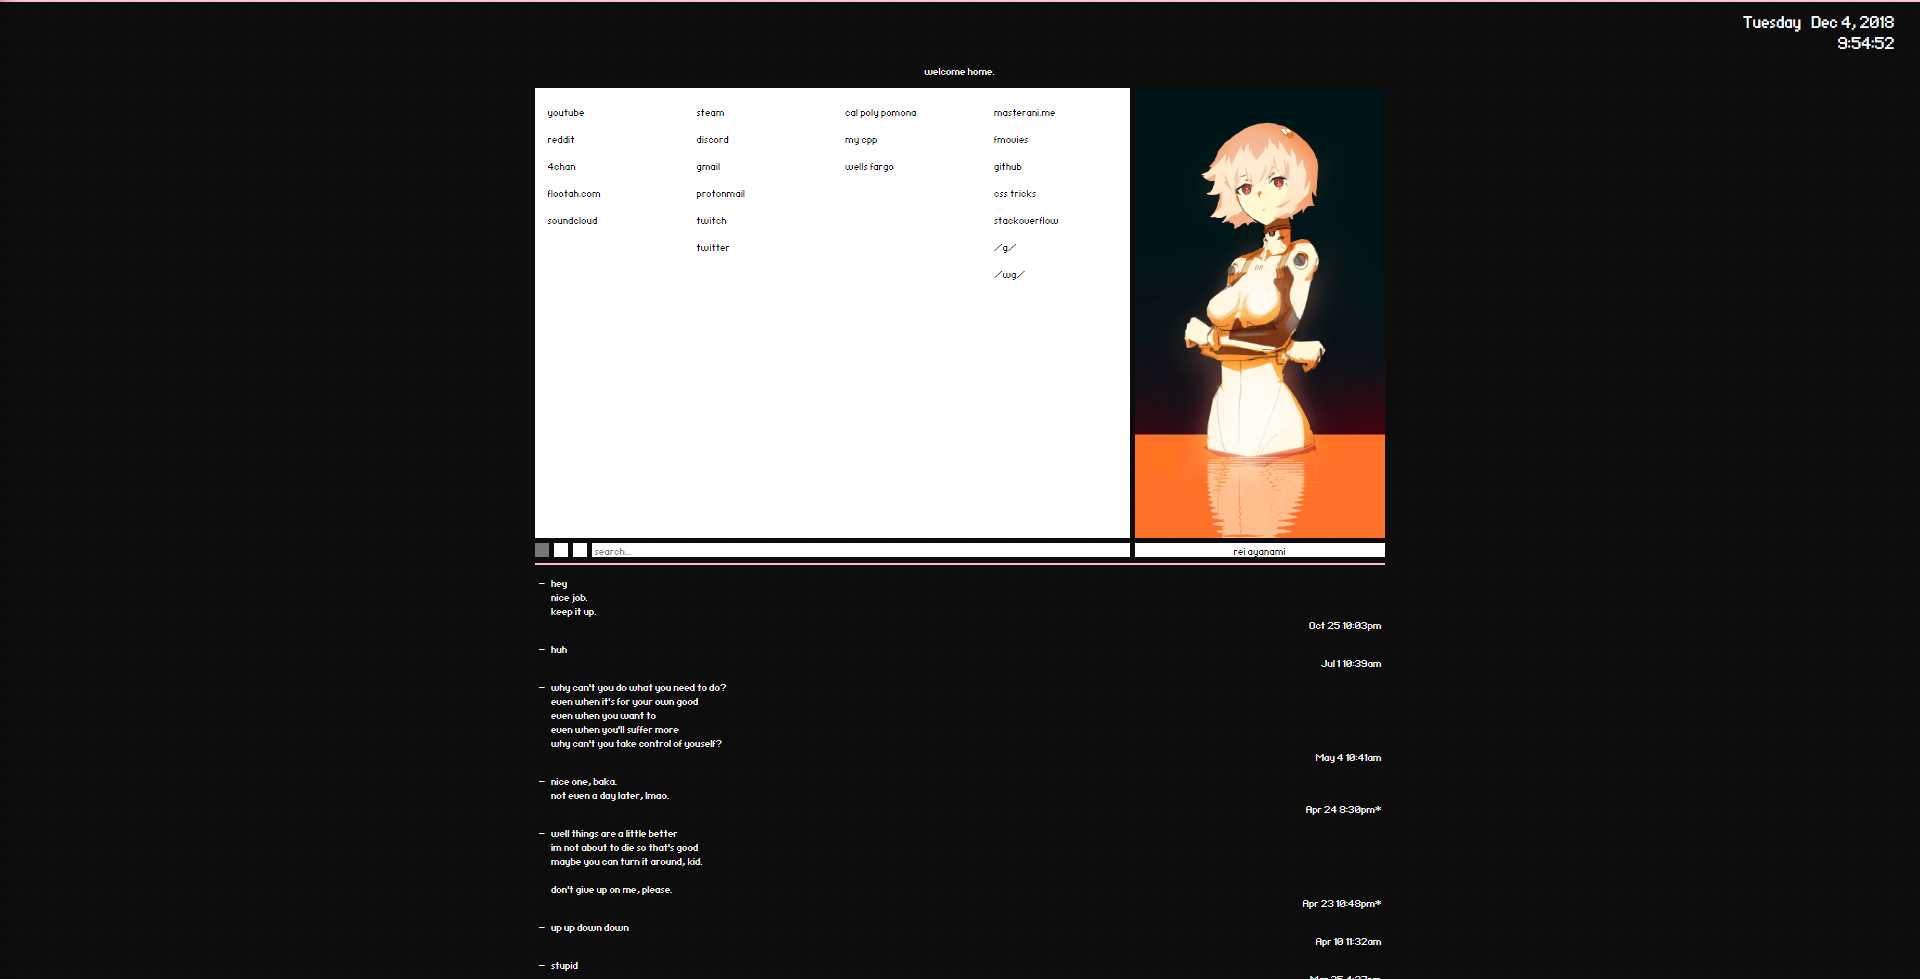 Tuesday Dec 4, 2018
9:54:52
welcome home.
youtube
reddit
4chan
flootah.com
soundcloud
steam
discord
gmail
protonmail
twitch
twitter
cal poly pomona
my cpp
wells fargo
masterani.me
fmovies
github
css tricks
stackoverflow
/g/
/wg/
search...
rei ayanami
— hey
nice job.
keep it up.
Oct 25 10:03pm
— huh
Jul 1 10:39am
— why can't you do what you need to do?
even when it's for your own good
even when you want to
even when you'll suffer more
why can't you take control of youself?
May 4 10:41am
— nice one, baka.
not even a day later, lmao.
Apr 24 8:30pm*
— well things are a little better
im not about to die so that's good
maybe you can turn it around, kid.
don't give up on me, please.
Apr 23 10:48pm*
— up up down down
Apr 10 11:32am
— stupid